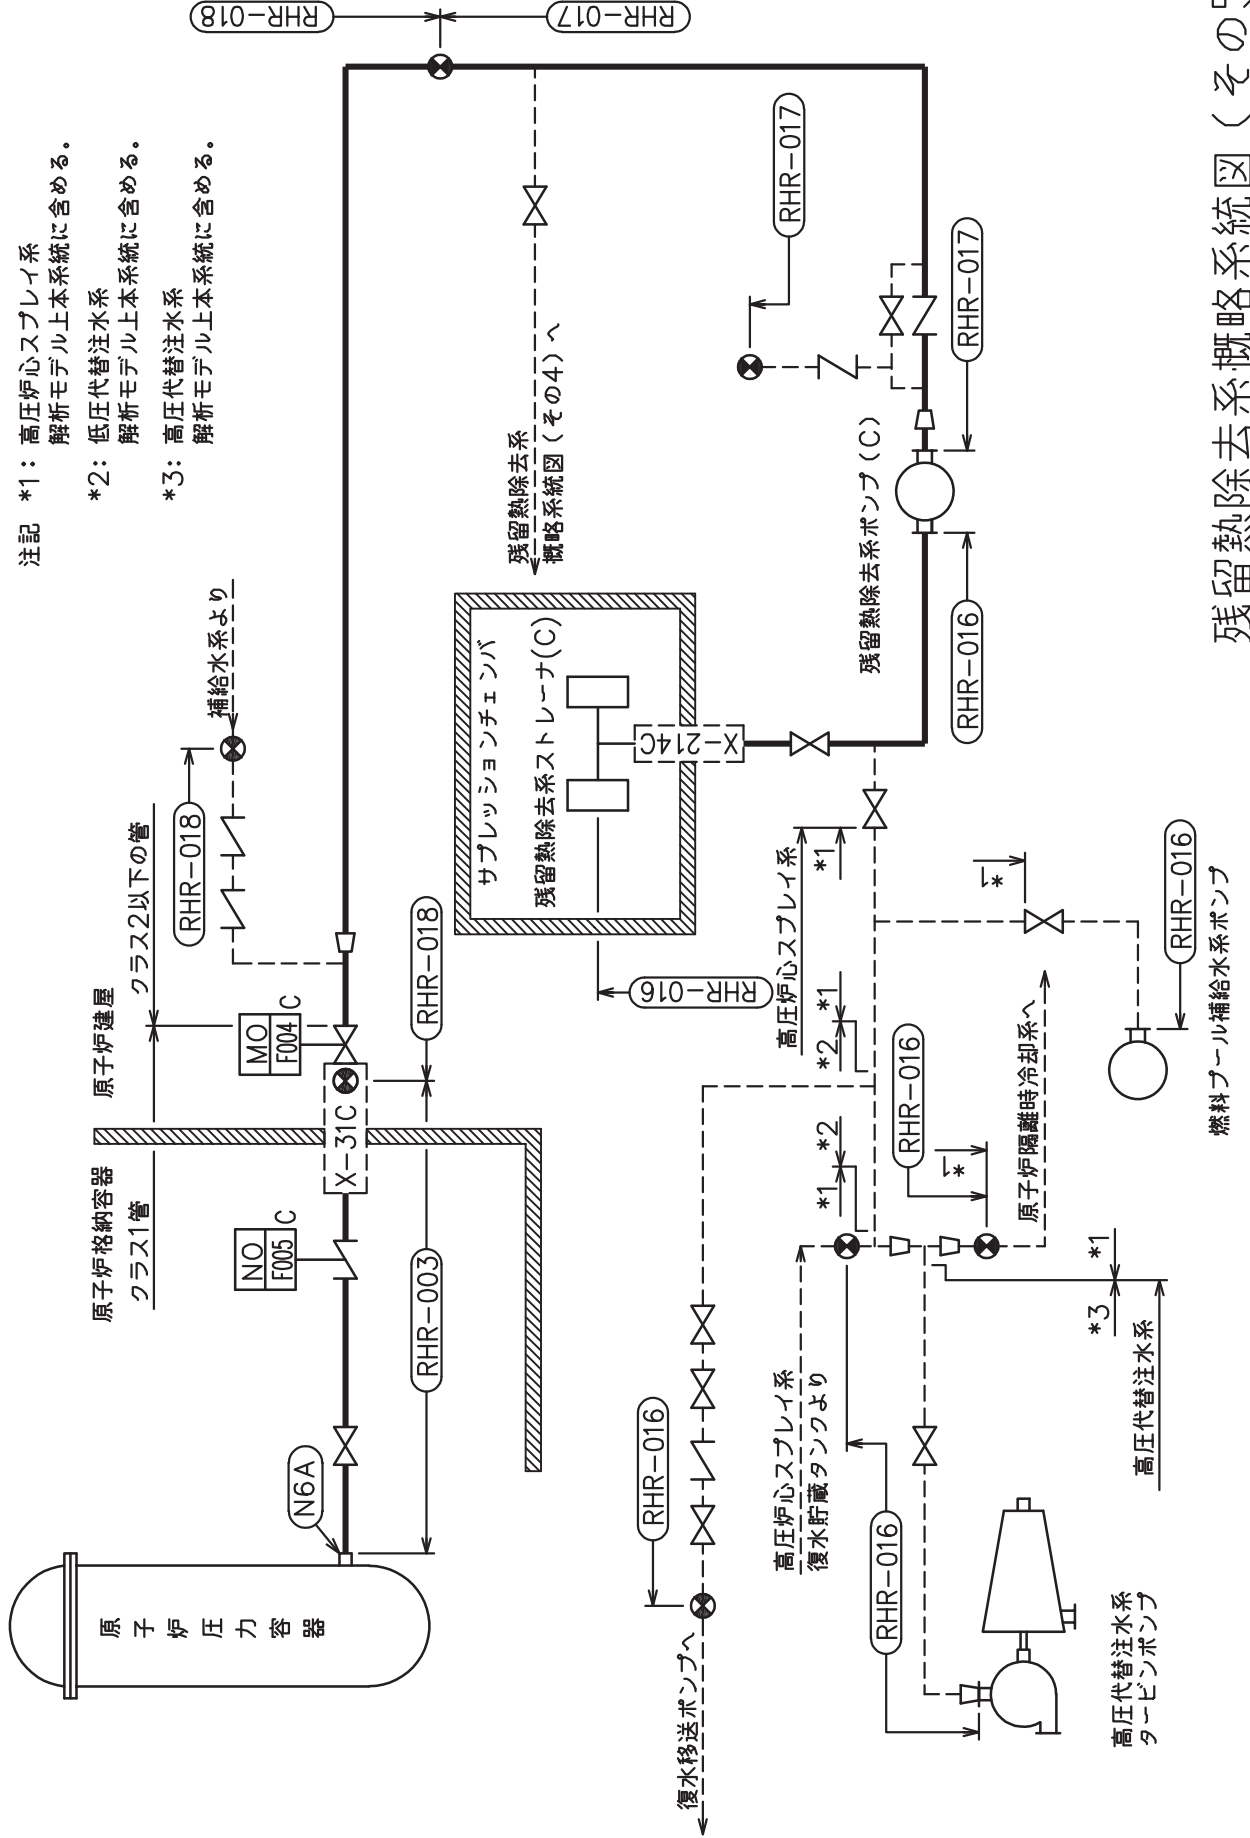 注記 *1：高圧炉心スプレイ系
解析モデル上本系統に含める。
*2：低圧代替注水系
解析モデル上本系統に含める。
*3：高圧代替注水系
解析モデル上本系統に含める。
原子炉圧力容器
N6A
原子炉格納容器
クラス1管
原子炉建屋
クラス2以下の管
NO
F005
C
X-31C
MO
F004
C
RHR-003
RHR-018
RHR-018
補給水系より
RHR-018
RHR-017
残留熱除去系
概略系統図（その4）へ
サプレッションチェンバ
残留熱除去系ストレーナ(C)
X-214C
RHR-016
RHR-017
残留熱除去系ポンプ（C）
RHR-016
RHR-017
復水移送ポンプへ
RHR-016
高圧炉心スプレイ系
*1
*2
*1
*1
*2
高圧炉心スプレイ系
復水貯蔵タンクより
RHR-016
RHR-016
*1
原子炉隔離時冷却系へ
*1
RHR-016
燃料プール補給水系ポンプ
*3
*1
高圧代替注水系
高圧代替注水系
タービンポンプ
残留熱除去系概略系統図（その